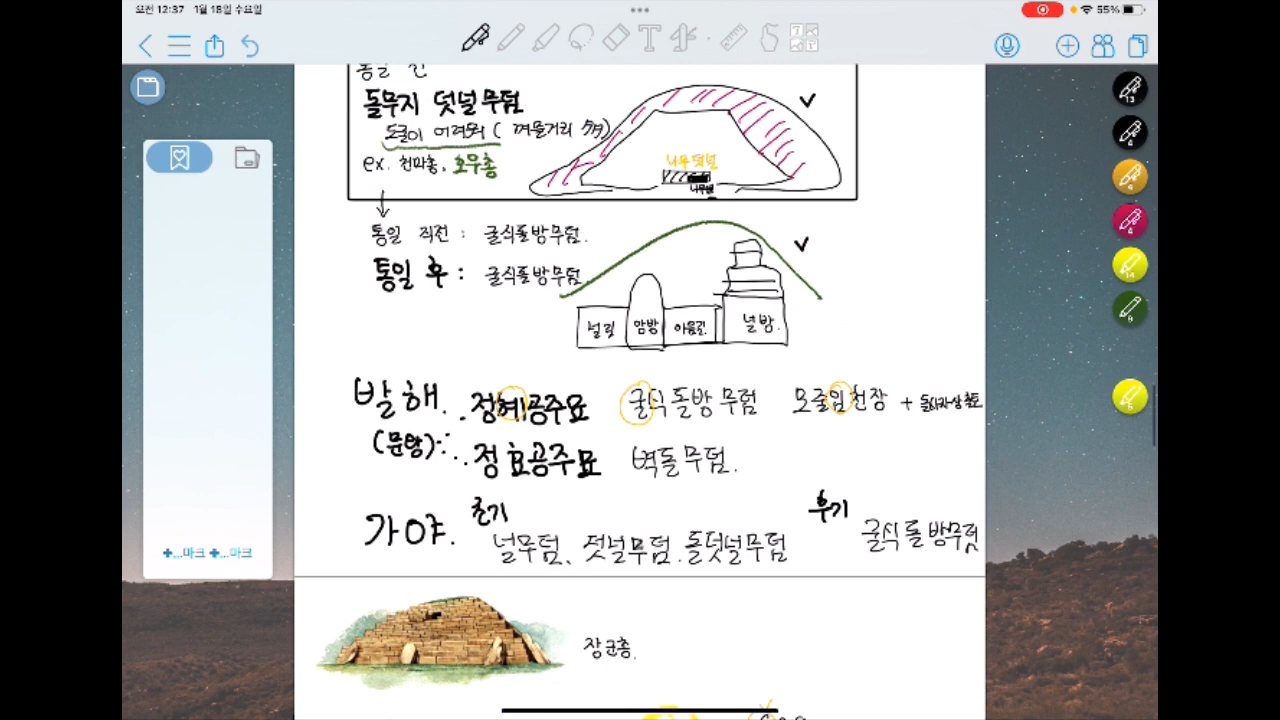 오전 12:37 1월 18일 수요일
55%
통일 전
돌무지 덧널무덤
도굴이 어려워 ( 껴묻거리 多)
ex. 천마총, 호우총
나무덧널
나무널
통일 직전 : 굴식돌방무덤.
통일 후 : 굴식돌방무덤
널길 앞방 이음길 널방.
발해. . 정혜공주묘 굴식돌방무덤 모줄임천장 + 돌사자상출토
(문왕) 정효공주묘 벽돌무덤.
가야. 초기 후기
널무덤, 덧널무덤. 돌덧널무덤 굴식돌방무덤
+...마크 +...마크
장군총.